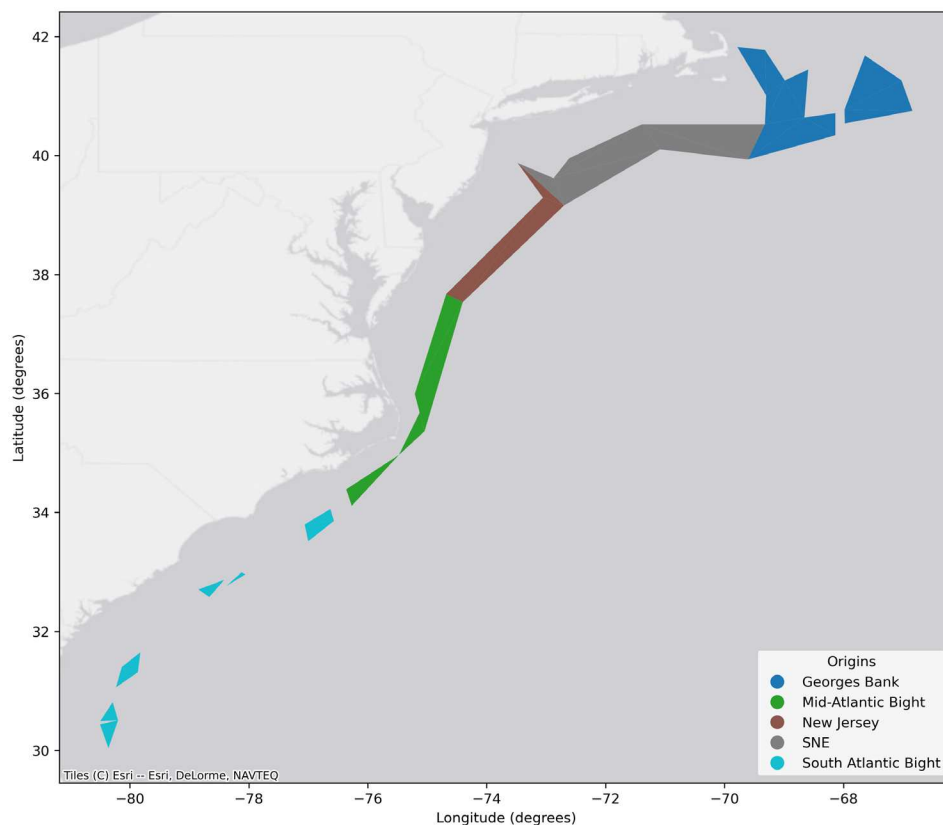 42
40
38
36
34
32
30
Latitude (degrees)
−80
−78
−76
−74
−72
−70
−68
Longitude (degrees)
Origins
Georges Bank
Mid-Atlantic Bight
New Jersey
SNE
South Atlantic Bight
Tiles (C) Esri -- Esri, DeLorme, NAVTEQ